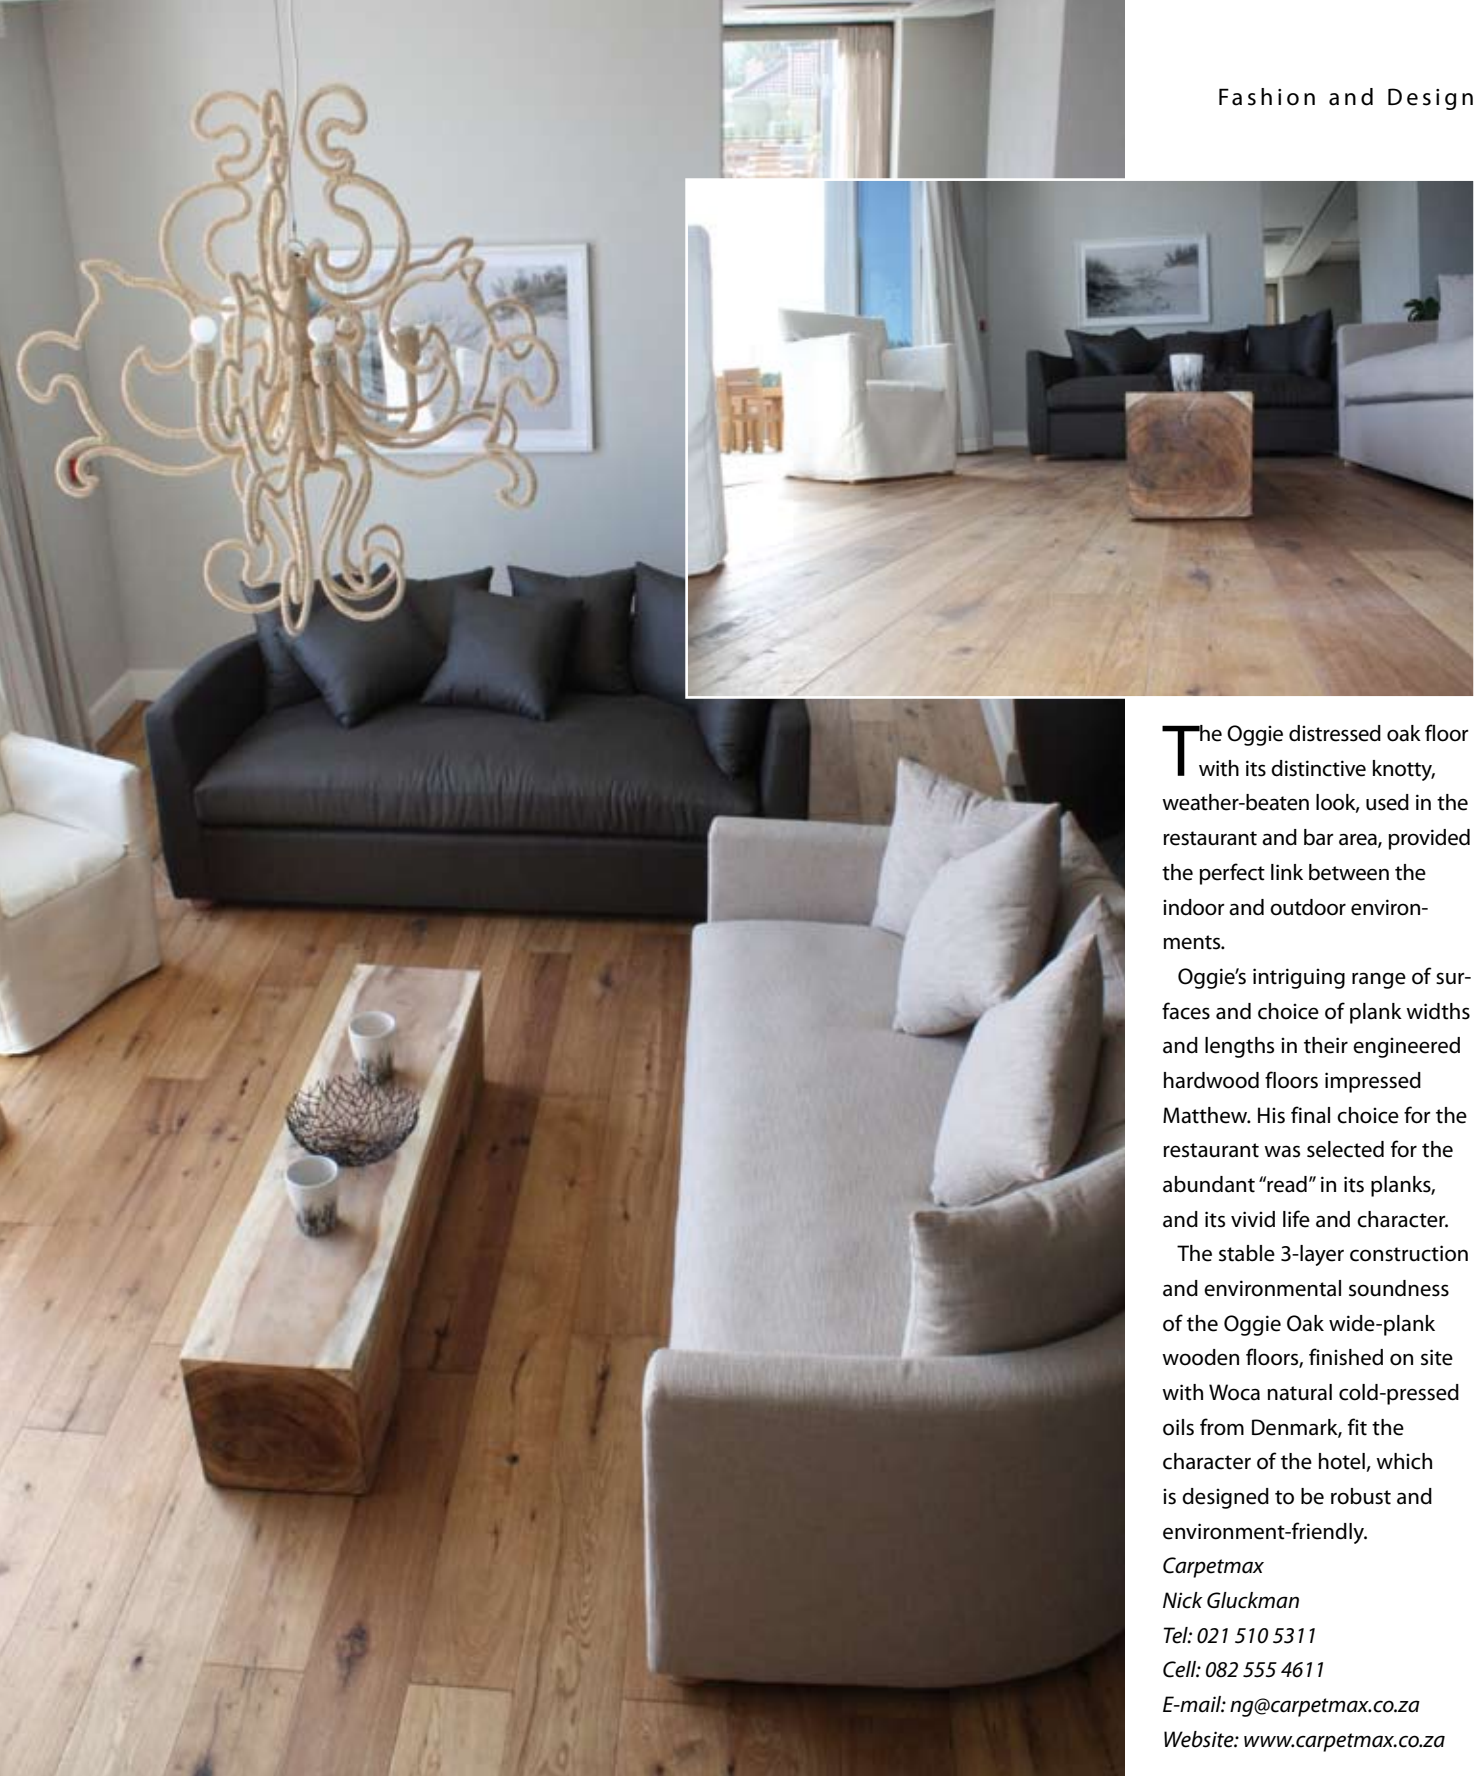 Fashion and Design
The Oggie distressed oak floor
with its distinctive knotty,
weather-beaten look, used in the
restaurant and bar area, provided
the perfect link between the
indoor and outdoor environ-
ments.
Oggie’s intriguing range of sur-
faces and choice of plank widths
and lengths in their engineered
hardwood floors impressed
Matthew. His final choice for the
restaurant was selected for the
abundant “read” in its planks,
and its vivid life and character.
The stable 3-layer construction
and environmental soundness
of the Oggie Oak wide-plank
wooden floors, finished on site
with Woca natural cold-pressed
oils from Denmark, fit the
character of the hotel, which
is designed to be robust and
environment-friendly.
Carpetmax
Nick Gluckman
Tel: 021 510 5311
Cell: 082 555 4611
E-mail: ng@carpetmax.co.za
Website: www.carpetmax.co.za